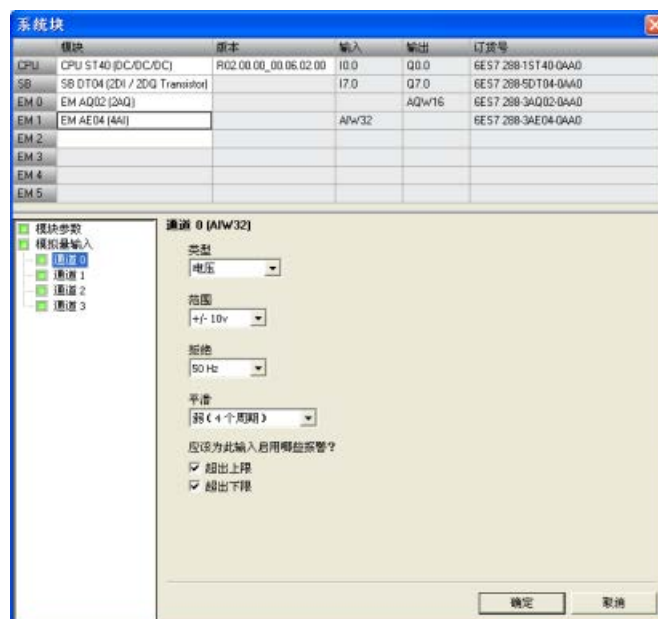 系统块
模块 版本 输入 输出 订货号
CPU CPU ST40 (DC/DC/DC) R02.00.00_00.06.02.00 I0.0 Q0.0 6ES7 288-1ST40-0AA0
SB SB DT04 (2DI / 2DQ Transistor) I7.0 Q7.0 6ES7 288-5DT04-0AA0
EM 0 EM AQ02 (2AQ) AQW16 6ES7 288-3AQ02-0AA0
EM 1 EM AE04 (4AI) AIW32 6ES7 288-3AE04-0AA0
EM 2
EM 3
EM 4
EM 5
模块参数
模拟量输入
通道 0
通道 1
通道 2
通道 3
通道 0 (AIW32)
类型
电压
范围
+/- 10v
拒绝
50 Hz
平滑
弱(4 个周期)
应该为此输入启用哪些报警?
超出上限
超出下限
确定 取消